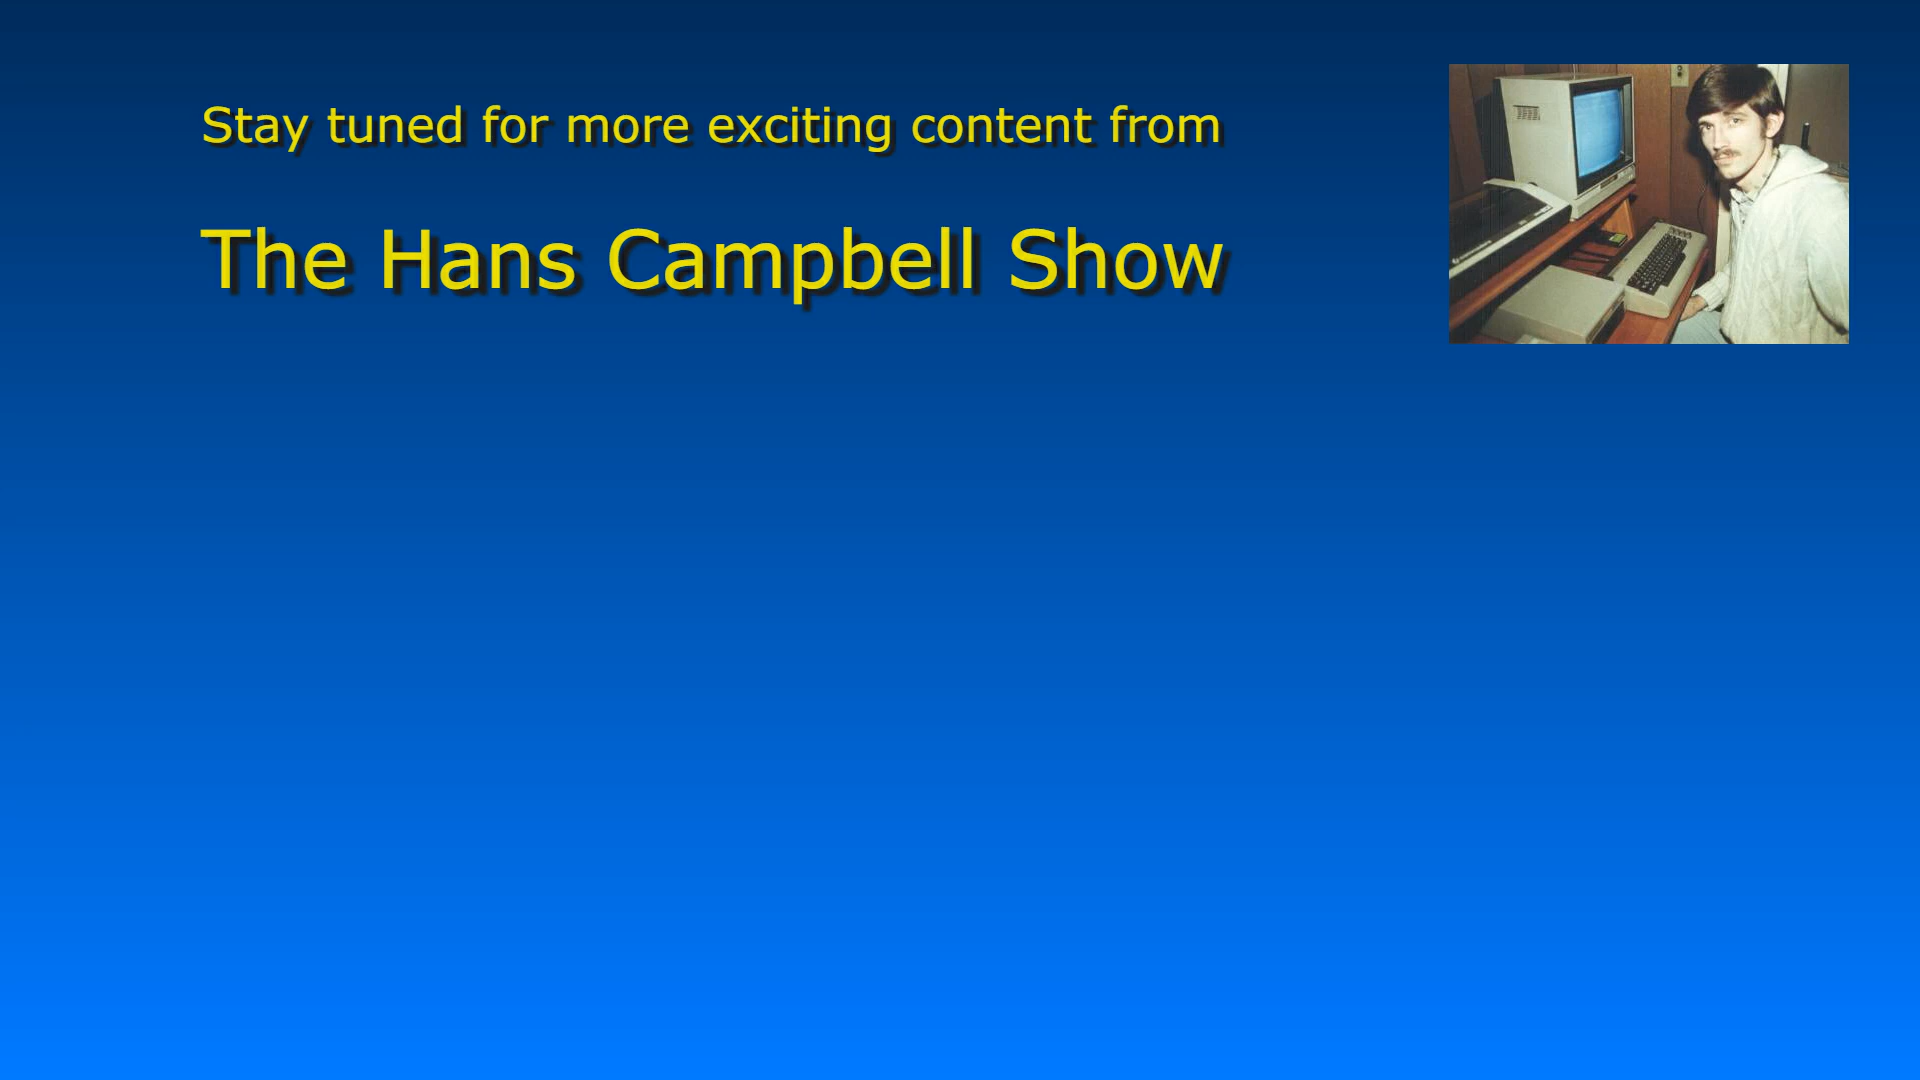 Stay tuned for more exciting content from
The Hans Campbell Show